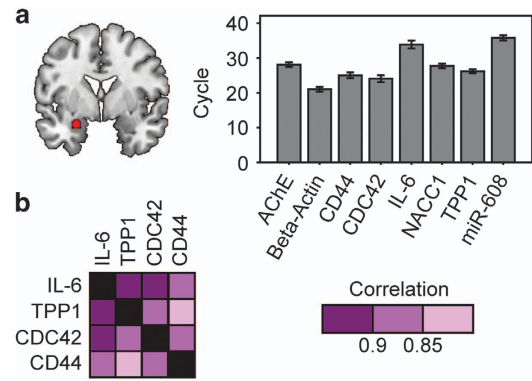 a
Cycle
40
30
20
10
0
AChE
Beta-Actin
CD44
CDC42
IL-6
NACC1
TPP1
miR-608
b
IL-6
TPP1
CDC42
CD44
IL-6
TPP1
CDC42
CD44
Correlation
0.9 0.85